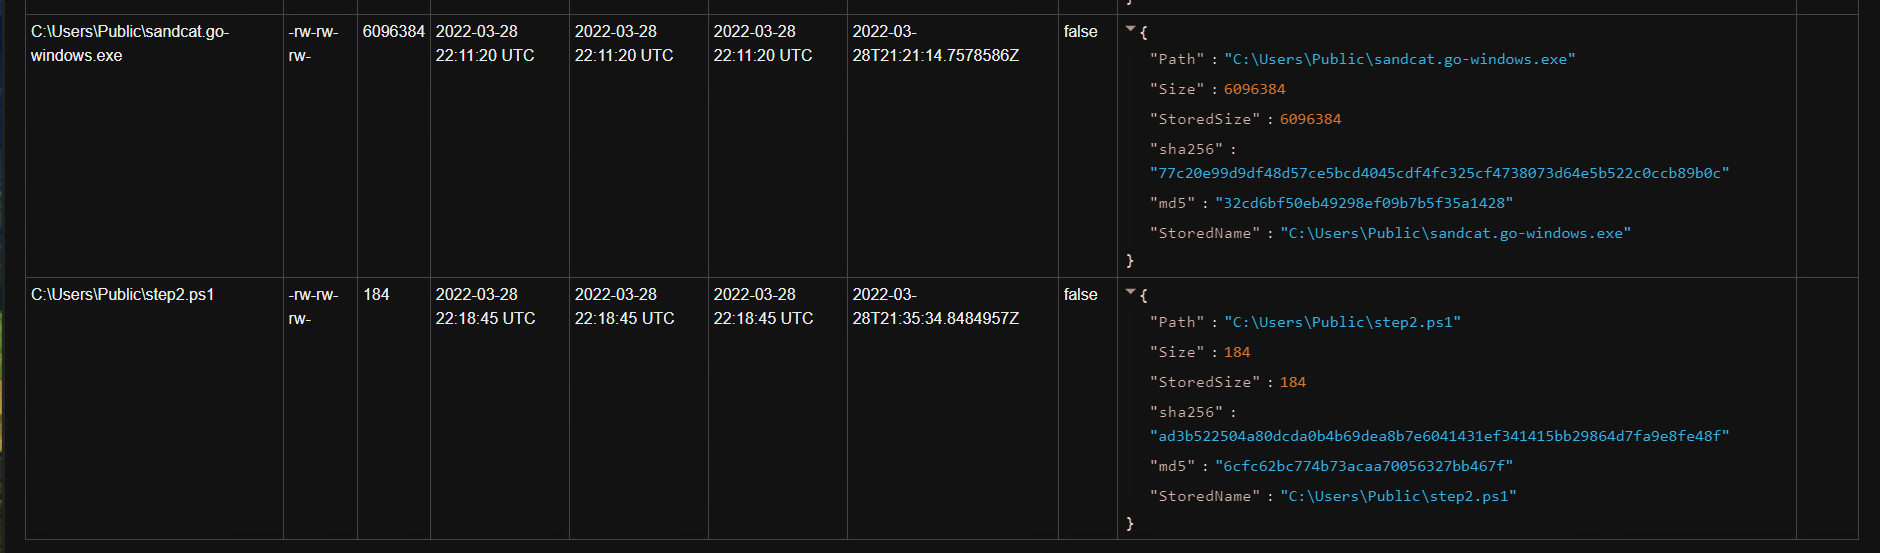 }
C:\Users\Public\sandcat.go-
windows.exe
-rw-rw-
rw-
6096384
2022-03-28
22:11:20 UTC
2022-03-28
22:11:20 UTC
2022-03-28
22:11:20 UTC
2022-03-
28T21:21:14.7578586Z
false
{
"Path" : "C:\Users\Public\sandcat.go-windows.exe"
"Size" : 6096384
"StoredSize" : 6096384
"sha256" :
"77c20e99d9df48d57ce5bcd4045cdf4fc325cf4738073d64e5b522c0ccb89b0c"
"md5" : "32cd6bf50eb49298ef09b7b5f35a1428"
"StoredName" : "C:\Users\Public\sandcat.go-windows.exe"
}
C:\Users\Public\step2.ps1
-rw-rw-
rw-
184
2022-03-28
22:18:45 UTC
2022-03-28
22:18:45 UTC
2022-03-28
22:18:45 UTC
2022-03-
28T21:35:34.8484957Z
false
{
"Path" : "C:\Users\Public\step2.ps1"
"Size" : 184
"StoredSize" : 184
"sha256" :
"ad3b522504a80dcda0b4b69dea8b7e6041431ef341415bb29864d7fa9e8fe48f"
"md5" : "6cfc62bc774b73acaa70056327bb467f"
"StoredName" : "C:\Users\Public\step2.ps1"
}